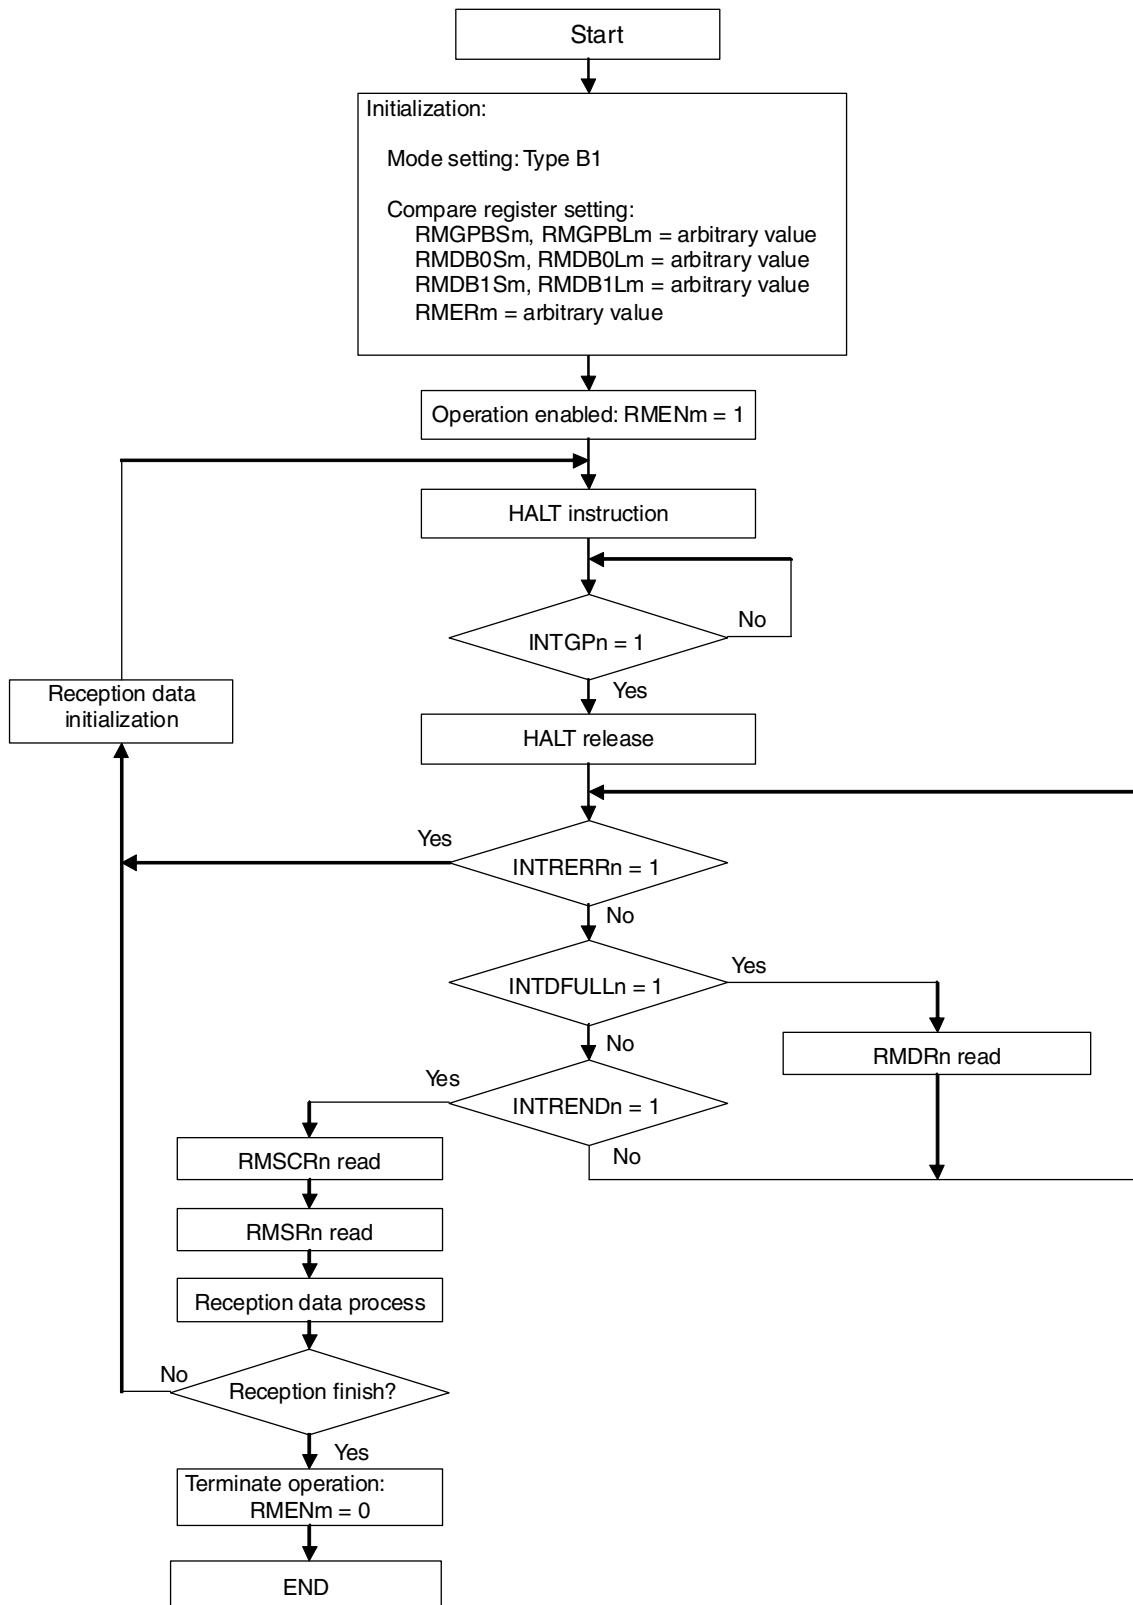 Start
Initialization:
Mode setting: Type B1
Compare register setting:
RMGPBSm, RMGPBLm = arbitrary value
RMDB0Sm, RMDB0Lm = arbitrary value
RMDB1Sm, RMDB1Lm = arbitrary value
RMERm = arbitrary value
Operation enabled: RMENm = 1
HALT instruction
No
INTGPn = 1
Yes
Reception data
initialization
HALT release
Yes
INTRERRn = 1
No
Yes
INTDFULLn = 1
No
RMDRn read
Yes
INTRENDn = 1
No
RMSCRn read
RMSRn read
Reception data process
No
Reception finish?
Yes
Terminate operation:
RMENm = 0
END